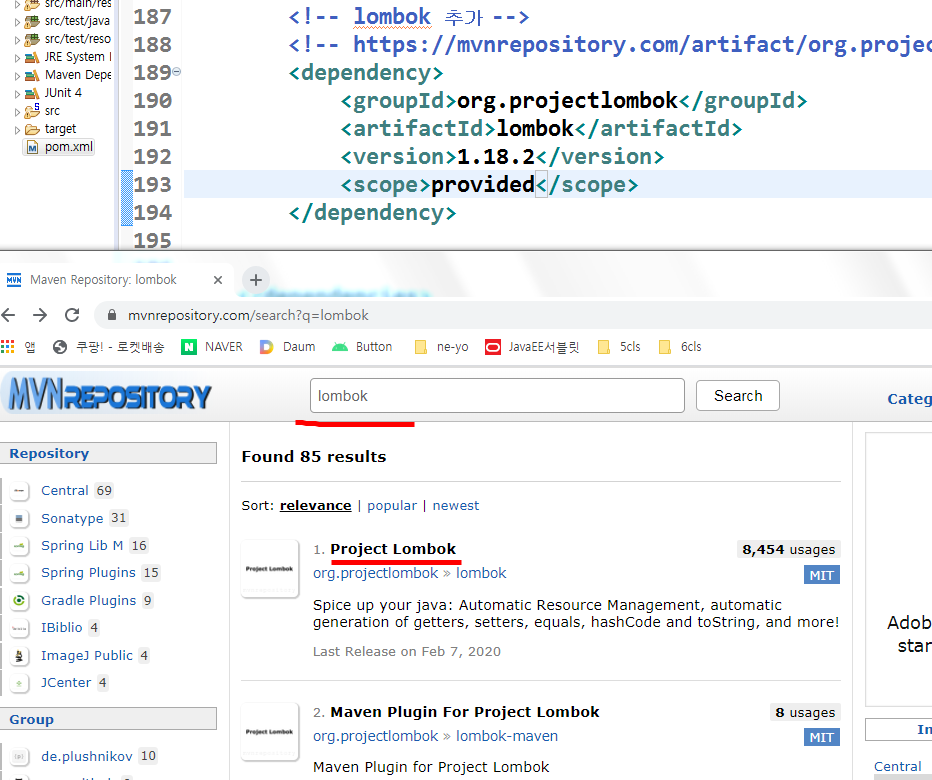 src/main/res
src/test/java
src/test/reso
JRE System
Maven Depe
JUnit 4
src
target
pom.xml
187 <!-- lombok 추가 -->
188 <!-- https://mvnrepository.com/artifact/org.projec
189 <dependency>
190 <groupId>org.projectlombok</groupId>
191 <artifactId>lombok</artifactId>
192 <version>1.18.2</version>
193 <scope>provided</scope>
194 </dependency>
195
Maven Repository: lombok
mvnrepository.com/search?q=lombok
앱 쿠팡! - 로켓배송 NAVER Daum Button ne-yo JavaEE서블릿 5cls 6cls
MVNREPOSITORY lombok Search Categ
Repository
Central 69
Sonatype 31
Spring Lib M 16
Spring Plugins 15
Gradle Plugins 9
IBiblio 4
ImageJ Public 4
JCenter 4
Group
de.plushnikov 10
Found 85 results
Sort: relevance | popular | newest
Project Lombok
1. Project Lombok 8,454 usages
org.projectlombok » lombok MIT
Spice up your java: Automatic Resource Management, automatic
generation of getters, setters, equals, hashCode and toString, and more!
Last Release on Feb 7, 2020
Project Lombok
2. Maven Plugin For Project Lombok 8 usages
org.projectlombok » lombok-maven MIT
Maven Plugin for Project Lombok
Adob
star
In
Central